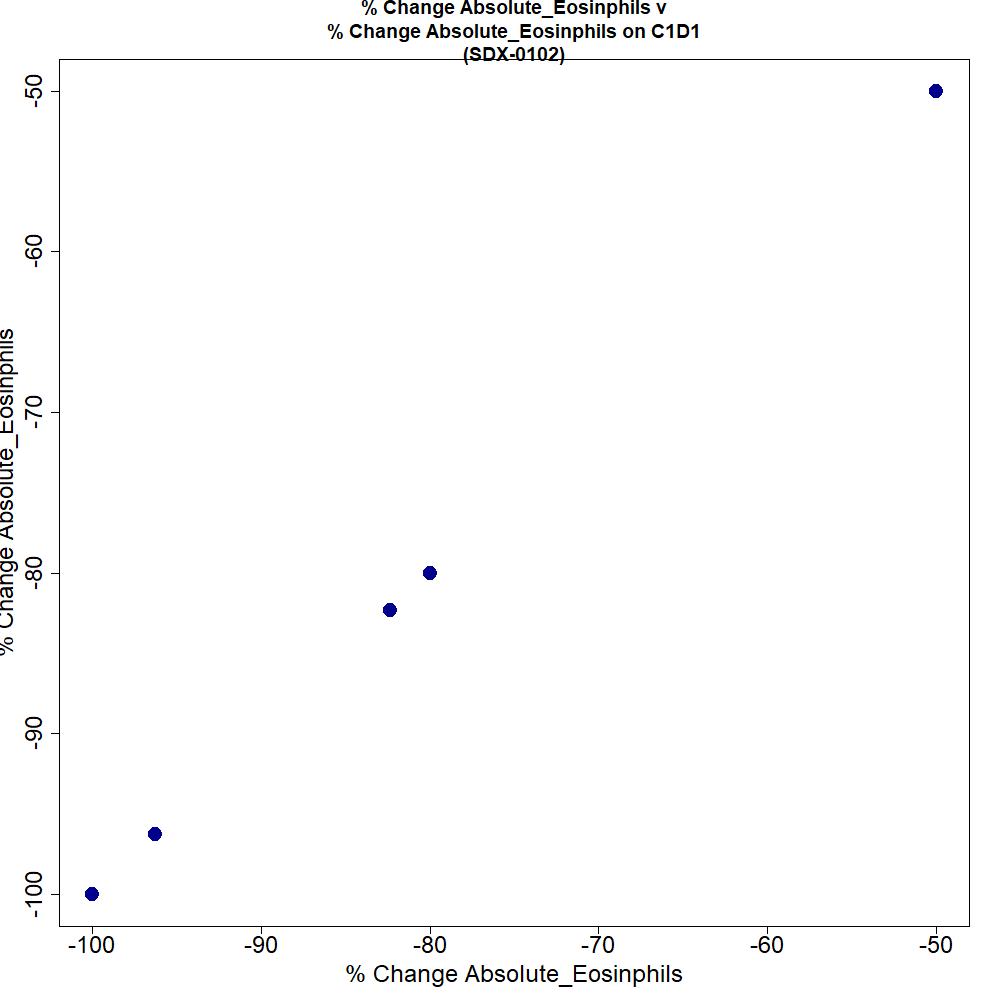 % Change Absolute_Eosinphils v
% Change Absolute_Eosinphils on C1D1
(SDX-0102)
% Change Absolute_Eosinphils
-50
-60
-70
-80
-90
-100
-100
-90
-80
-70
-60
-50
% Change Absolute_Eosinphils